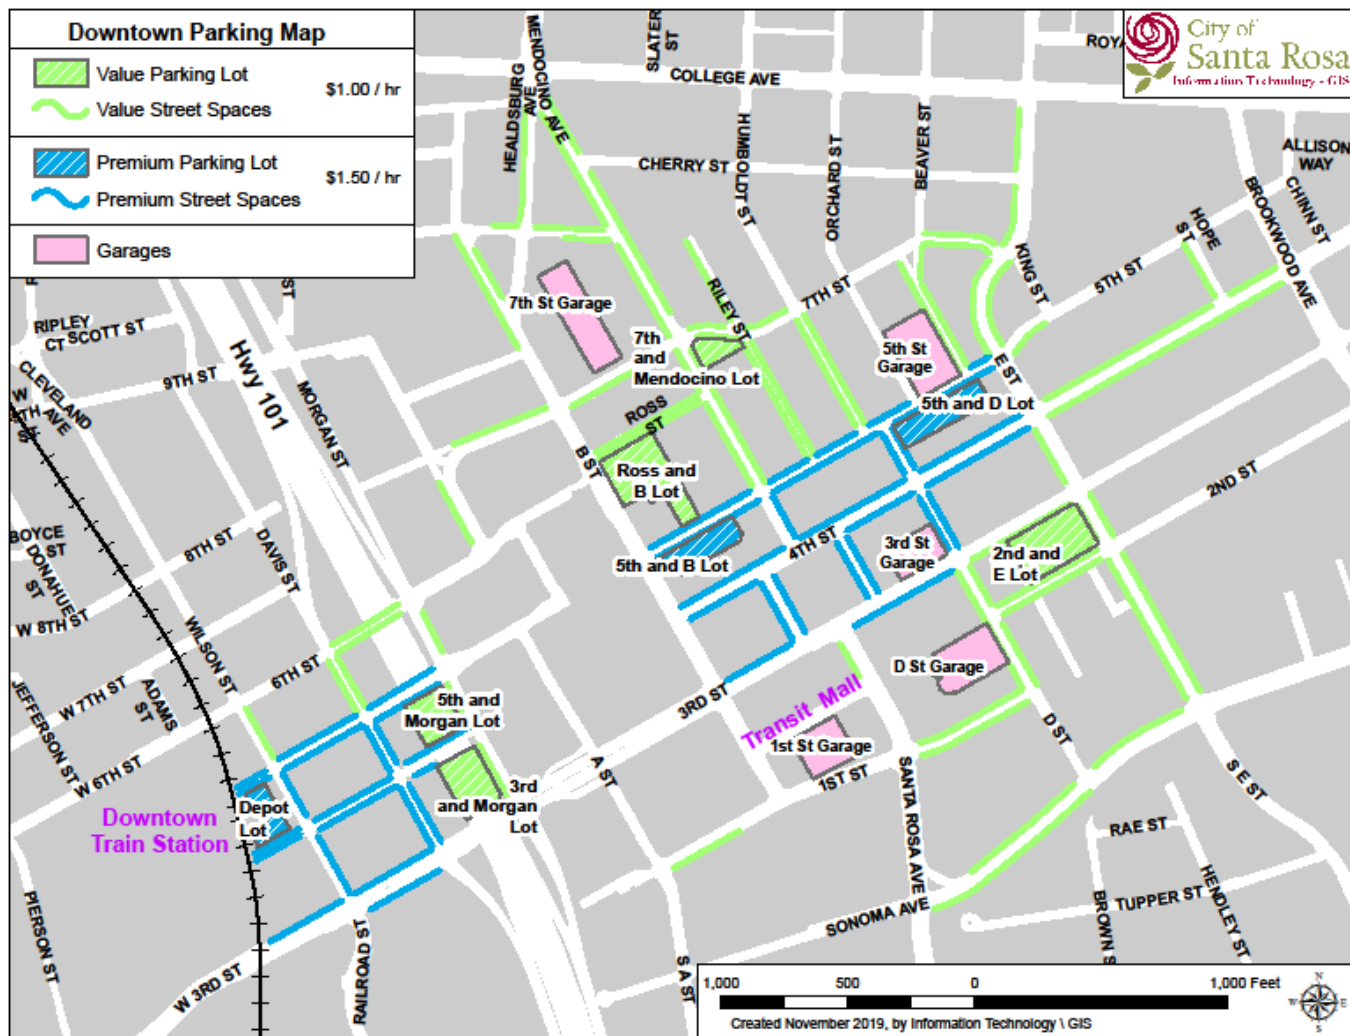 Downtown Parking Map
Value Parking Lot
$1.00 / hr
Value Street Spaces
Premium Parking Lot
$1.50 / hr
Premium Street Spaces
Garages
City of
Santa Rosa
Information Technology - GIS
MENDOCINO AVE
HEALDSBURG
AVE
SLATER
ST
COLLEGE AVE
CHERRY ST
HUMBOLDT ST
ORCHARD ST
BEAVER ST
ALLISON
WAY
BROOKWOOD AVE
CHINN ST
HOPE
ST
KING ST
5TH ST
7TH ST
RILEY ST
E ST
RIPLEY
CT
SCOTT ST
CLEVELAND
AVE
9TH ST
Hwy 101
MORGAN ST
7th St Garage
7th
and
Mendocino Lot
5th St
Garage
5th and D Lot
ROSS
ST
B ST
Ross and
B Lot
5th and B Lot
4TH ST
3rd St
Garage
2nd and
E Lot
2ND ST
BOYCE
ST
DONAHUE
ST
8TH ST
DAVIS ST
W 8TH ST
WILSON ST
6TH ST
W 7TH ST
ADAMS
ST
JEFFERSON ST
W 6TH ST
5th and
Morgan Lot
3rd
and Morgan
Lot
Depot
Lot
Downtown
Train Station
3RD ST
Transit Mall
D St Garage
D ST
1st St Garage
1ST ST
A ST
SANTA ROSA AVE
S E ST
RAE ST
TUPPER ST
HENDLEY ST
BROWN S
SONOMA AVE
S A ST
PIERSON ST
W 3RD ST
RAILROAD ST
1,000 500 0 1,000 Feet
Created November 2019, by Information Technology \ GIS
N
W E
S